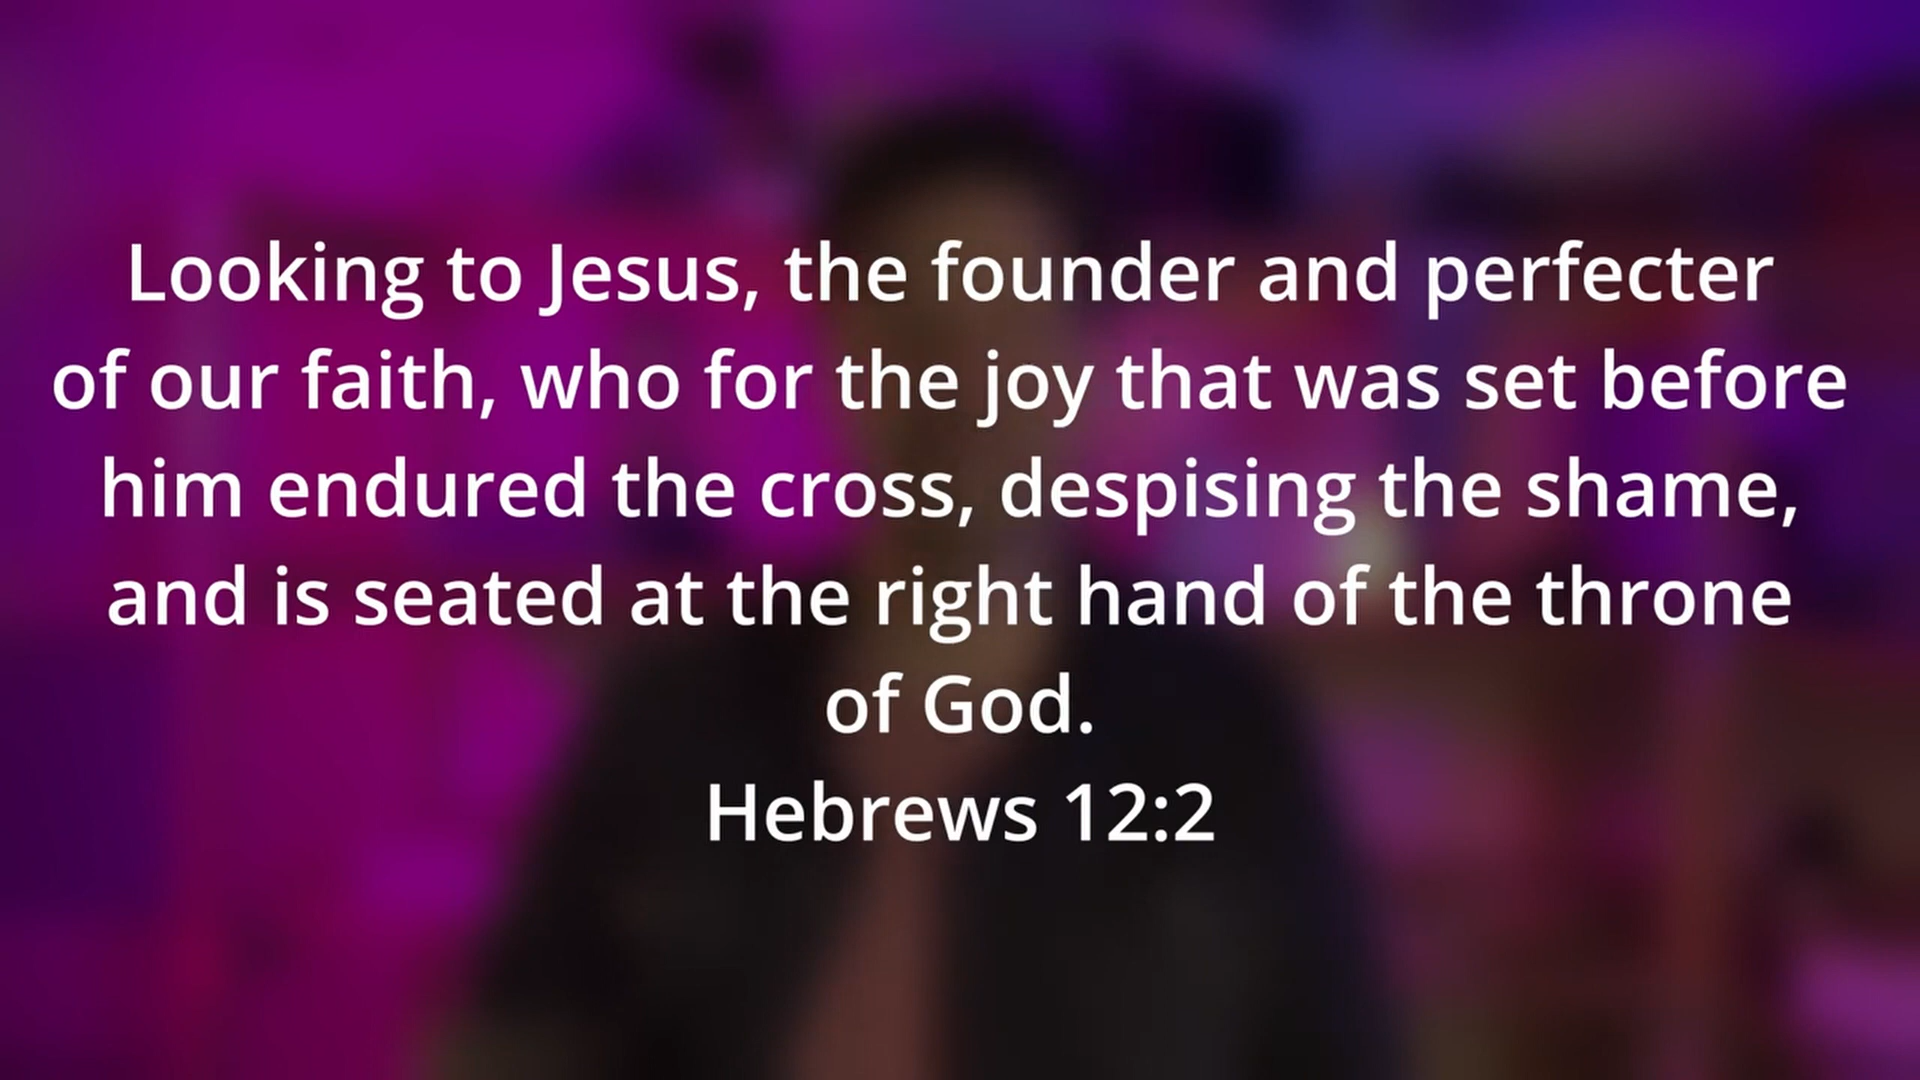 Looking to Jesus, the founder and perfecter
of our faith, who for the joy that was set before
him endured the cross, despising the shame,
and is seated at the right hand of the throne
of God.
Hebrews 12:2